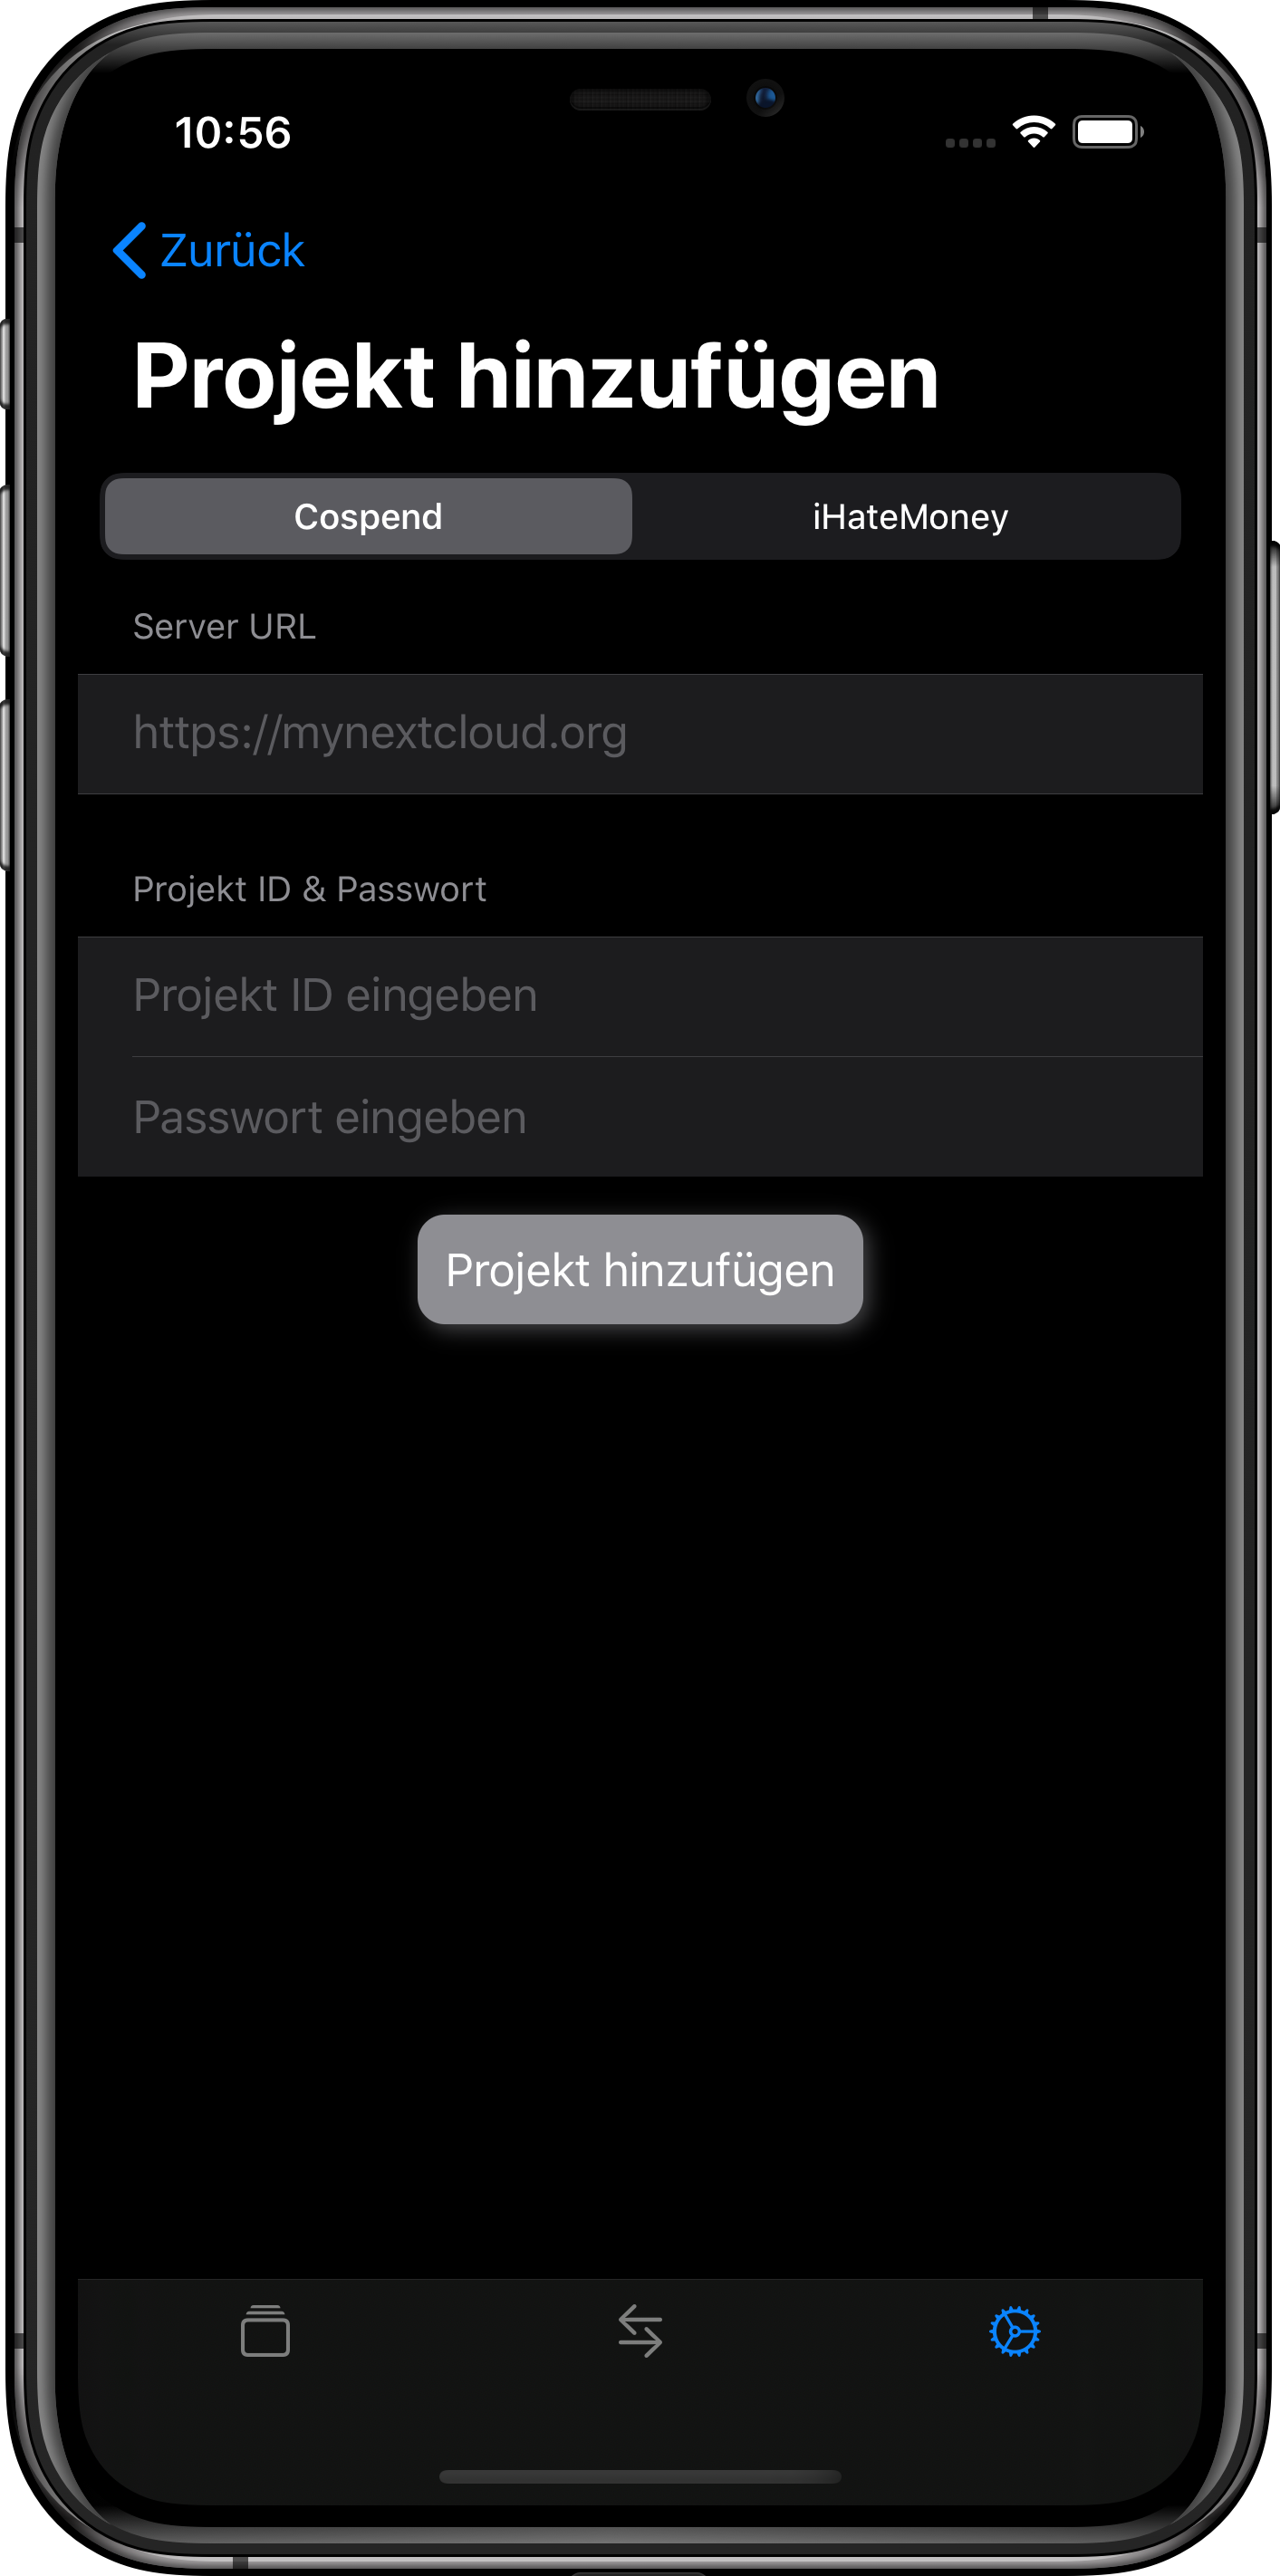 10:56
Zurück
Projekt hinzufügen
Cospend
iHateMoney
Server URL
https://mynextcloud.org
Projekt ID & Passwort
Projekt ID eingeben
Passwort eingeben
Projekt hinzufügen